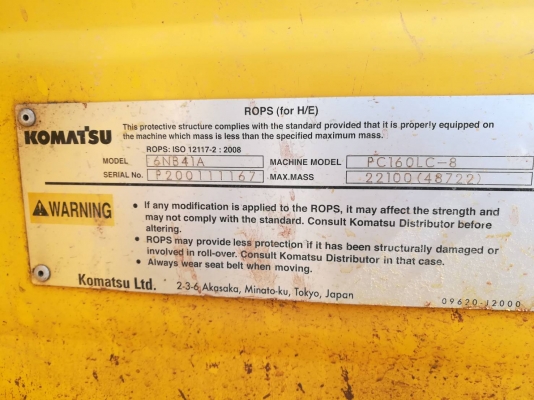 ROPS (for H/E)
KOMATSU
This protective structure complies with the standard provided that it is properly equipped on
the machine which mass is less than the specified maximum mass.
ROPS: ISO 12117-2 : 2008
MODEL 6NB41A MACHINE MODEL PC160LC-8
SERIAL No. P200111167 MAX.MASS 22100(48722)
WARNING
• If any modification is applied to the ROPS, it may affect the strength and
may not comply with the standard. Consult Komatsu Distributor before
altering.
• ROPS may provide less protection if it has been structurally damaged or
involved in roll-over. Consult Komatsu Distributor in that case.
• Always wear seat belt when moving.
Komatsu Ltd. 2-3-6 Akasaka, Minato-ku, Tokyo, Japan
09620-J2000